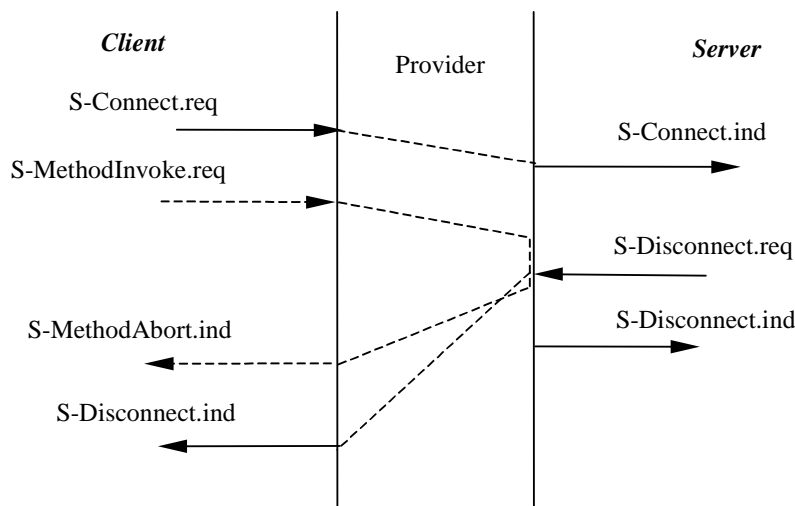 Client
Provider
Server
S-Connect.req
S-Connect.ind
S-MethodInvoke.req
S-Disconnect.req
S-MethodAbort.ind
S-Disconnect.ind
S-Disconnect.ind